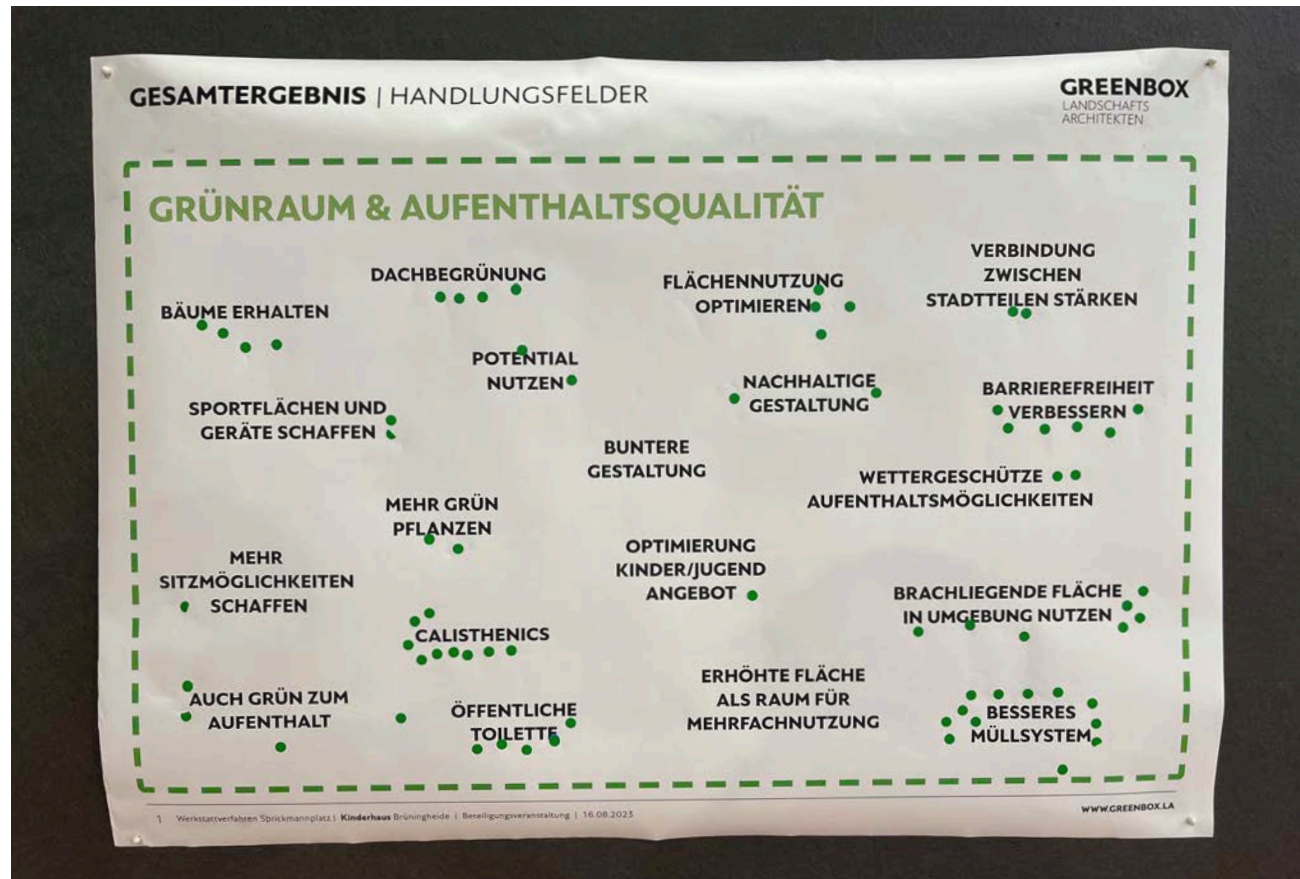 GESAMTERGEBNIS | HANDLUNGSFELDER
GREENBOX
LANDSCHAFTS
ARCHITEKTEN
GRÜNRAUM & AUFENTHALTSQUALITÄT
BÄUME ERHALTEN
DACHBEGRÜNUNG
FLÄCHENNUTZUNG
OPTIMIEREN
VERBINDUNG
ZWISCHEN
STADTTEILEN STÄRKEN
POTENTIAL
NUTZEN
SPORTFLÄCHEN UND
GERÄTE SCHAFFEN
NACHHALTIGE
GESTALTUNG
BARRIEREFREIHEIT
VERBESSERN
BUNTERE
GESTALTUNG
WETTERGESCHÜTZE
AUFENTHALTSMÖGLICHKEITEN
MEHR GRÜN
PFLANZEN
MEHR
SITZMÖGLICHKEITEN
SCHAFFEN
OPTIMIERUNG
KINDER/JUGEND
ANGEBOT
BRACHLIEGENDE FLÄCHE
IN UMGEBUNG NUTZEN
CALISTHENICS
AUCH GRÜN ZUM
AUFENTHALT
ÖFFENTLICHE
TOILETTE
ERHÖHTE FLÄCHE
ALS RAUM FÜR
MEHRFACHNUTZUNG
BESSERES
MÜLLSYSTEM
1 Werkstattverfahren Sprickmannplatz | Kinderhaus Brüningheide | Beteiligungsveranstaltung | 16.08.2023
WWW.GREENBOX.LA